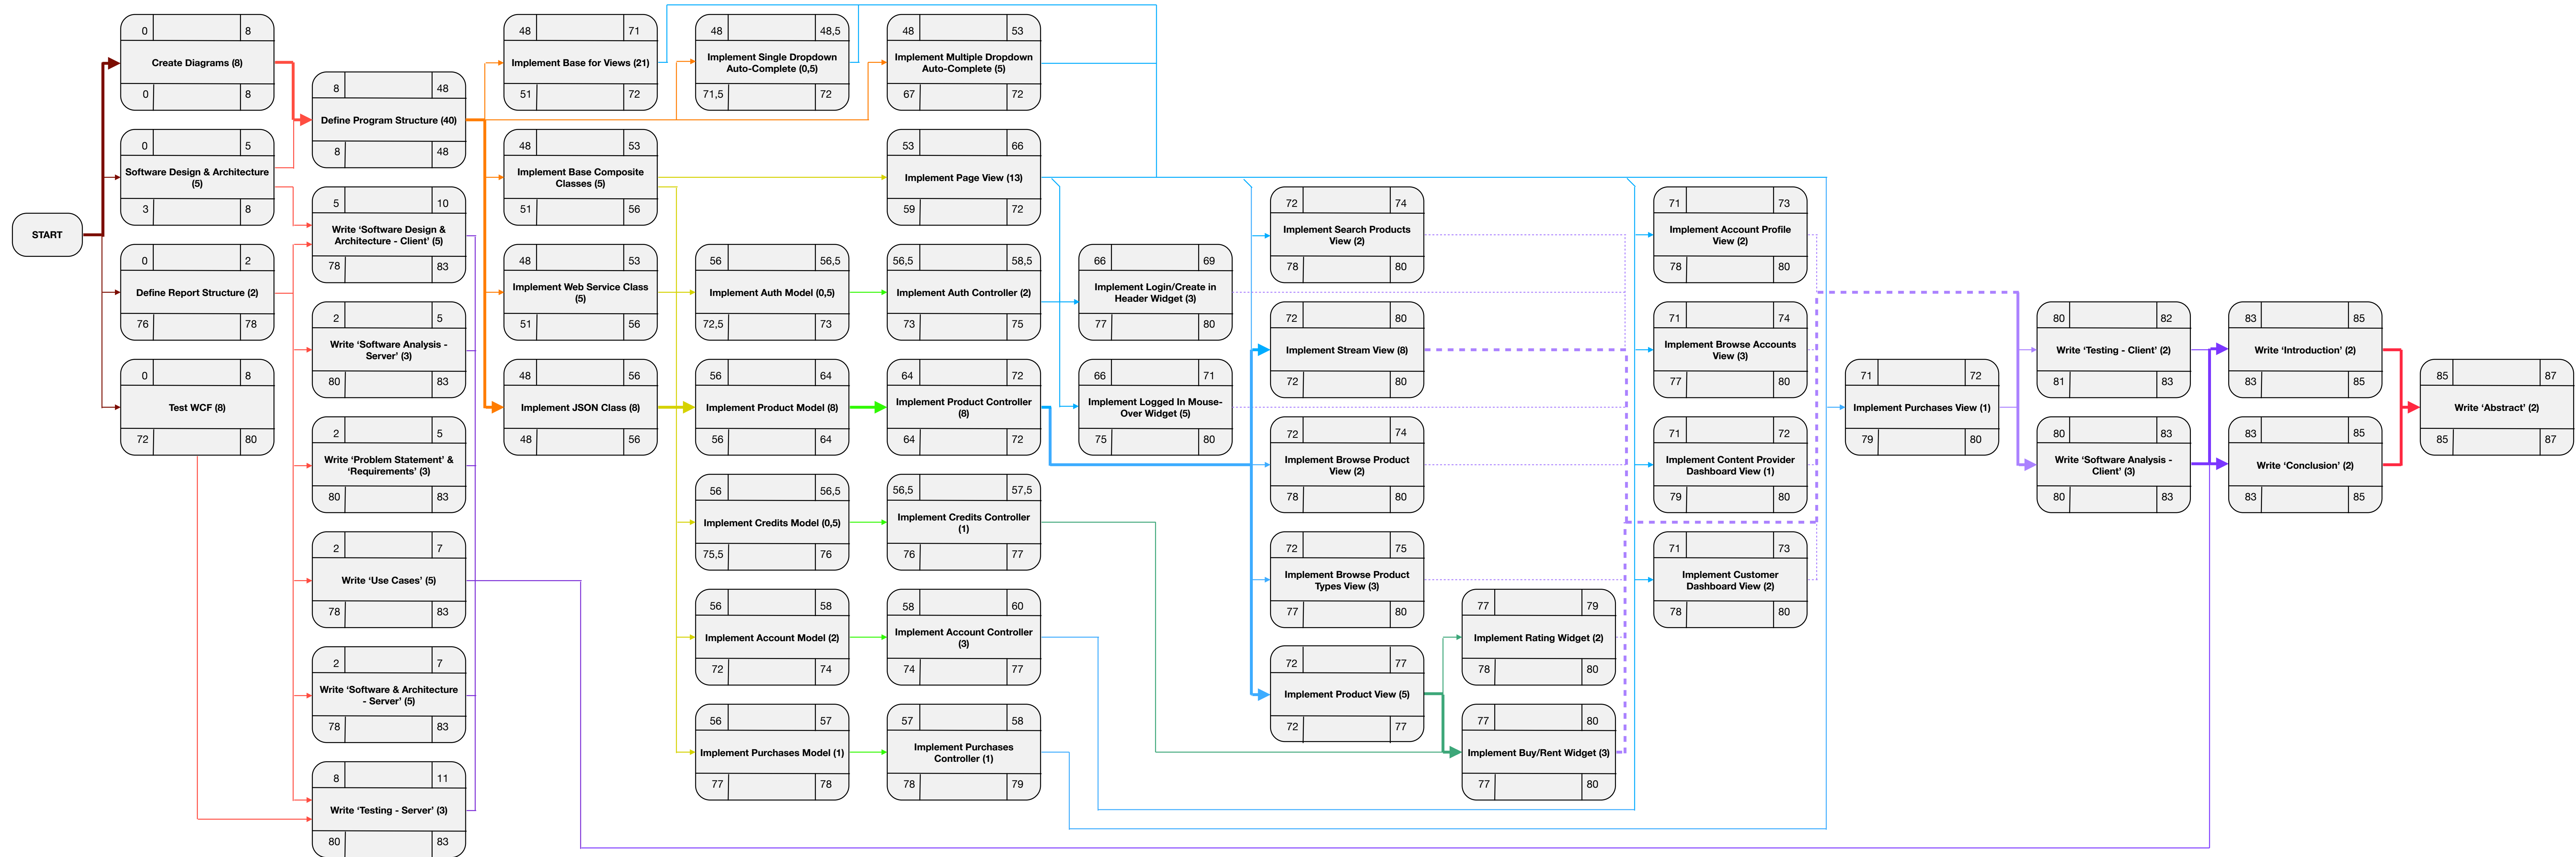 START
0 8
Create Diagrams (8)
0 8
0 5
Software Design & Architecture
(5)
3 8
0 2
Define Report Structure (2)
76 78
0 8
Test WCF (8)
72 80
8 48
Define Program Structure (40)
8 48
5 10
Write ‘Software Design &
Architecture - Client’ (5)
78 83
2 5
Write ‘Software Analysis -
Server’ (3)
80 83
2 5
Write ‘Problem Statement’ &
‘Requirements’ (3)
80 83
2 7
Write ‘Use Cases’ (5)
78 83
2 7
Write ‘Software & Architecture
- Server’ (5)
78 83
8 11
Write ‘Testing - Server’ (3)
80 83
48 71
Implement Base for Views (21)
51 72
48 53
Implement Base Composite
Classes (5)
51 56
48 53
Implement Web Service Class
(5)
51 56
48 56
Implement JSON Class (8)
48 56
48 48,5
Implement Single Dropdown
Auto-Complete (0,5)
71,5 72
56 56,5
Implement Auth Model (0,5)
72,5 73
56 64
Implement Product Model (8)
56 64
56 56,5
Implement Credits Model (0,5)
75,5 76
56 58
Implement Account Model (2)
72 74
56 57
Implement Purchases Model (1)
77 78
48 53
Implement Multiple Dropdown
Auto-Complete (5)
67 72
53 66
Implement Page View (13)
59 72
56,5 58,5
Implement Auth Controller (2)
73 75
64 72
Implement Product Controller
(8)
64 72
56,5 57,5
Implement Credits Controller
(1)
76 77
58 60
Implement Account Controller
(3)
74 77
57 58
Implement Purchases
Controller (1)
78 79
66 69
Implement Login/Create in
Header Widget (3)
77 80
66 71
Implement Logged In Mouse-
Over Widget (5)
75 80
72 74
Implement Search Products
View (2)
78 80
72 80
Implement Stream View (8)
72 80
72 74
Implement Browse Product
View (2)
78 80
72 75
Implement Browse Product
Types View (3)
77 80
72 77
Implement Product View (5)
72 77
77 79
Implement Rating Widget (2)
78 80
77 80
Implement Buy/Rent Widget (3)
77 80
71 73
Implement Account Profile
View (2)
78 80
71 74
Implement Browse Accounts
View (3)
77 80
71 72
Implement Content Provider
Dashboard View (1)
79 80
71 73
Implement Customer
Dashboard View (2)
78 80
71 72
Implement Purchases View (1)
79 80
80 82
Write ‘Testing - Client’ (2)
81 83
80 83
Write ‘Software Analysis -
Client’ (3)
80 83
83 85
Write ‘Introduction’ (2)
83 85
83 85
Write ‘Conclusion’ (2)
83 85
85 87
Write ‘Abstract’ (2)
85 87